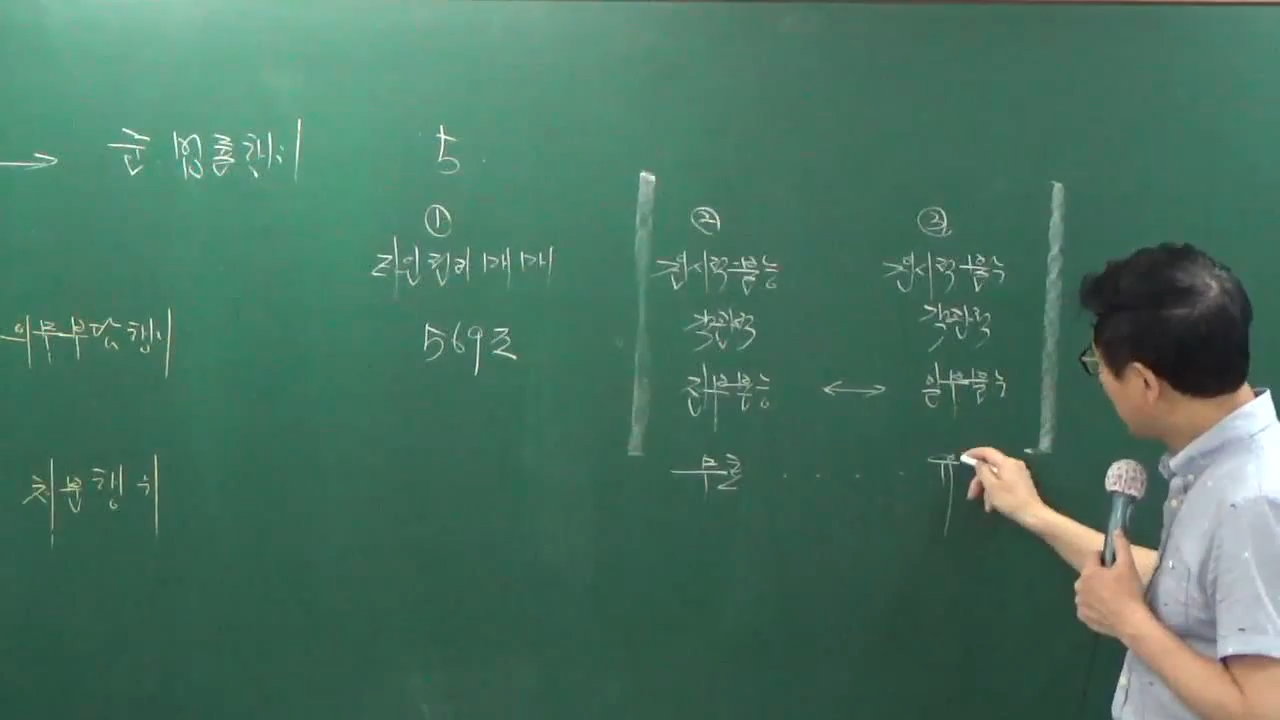 → 준법률행위 5.
① ② ③
타인권리매매 원시적불능 원시적불능
의무부담행위 569조 객관적 객관적
전부불능 ↔ 일부불능
무효 . . . . . 유
처분행위